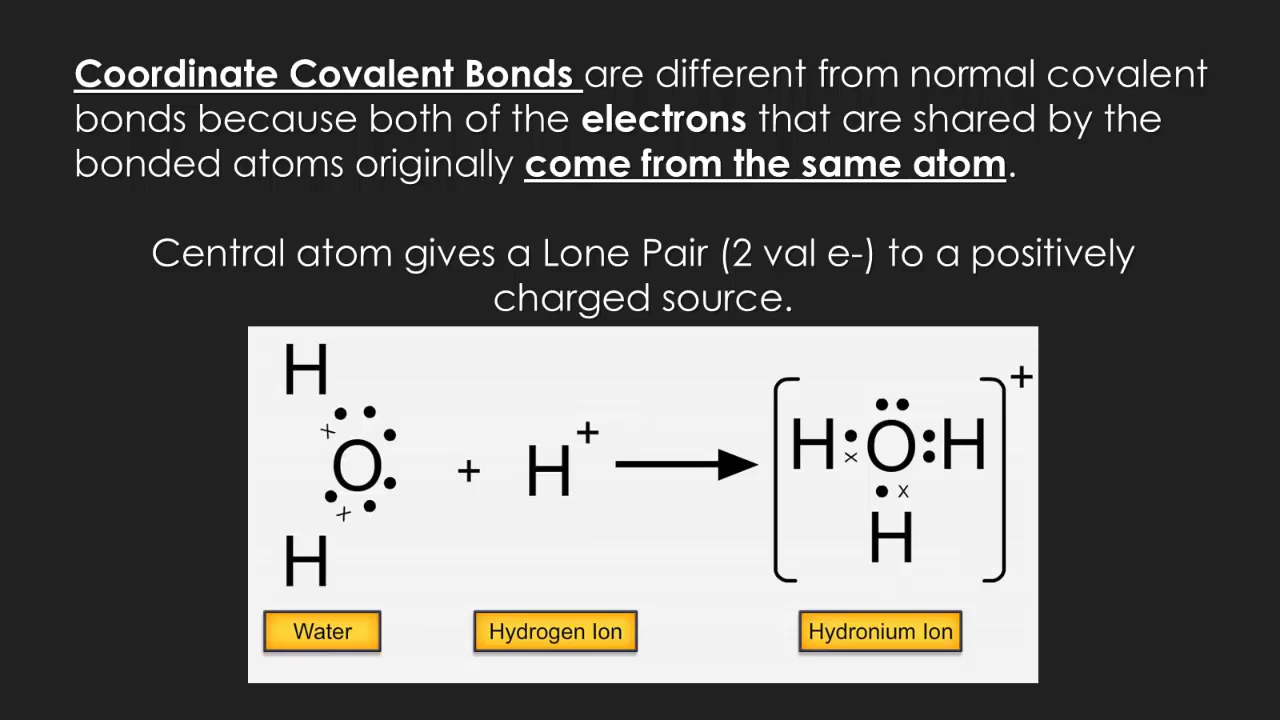 Coordinate Covalent Bonds are different from normal covalent
bonds because both of the electrons that are shared by the
bonded atoms originally come from the same atom.
Central atom gives a Lone Pair (2 val e-) to a positively
charged source.
H
x
O
x
H
+
H+
[H:xO:H]+
x
H
Water
Hydrogen Ion
Hydronium Ion